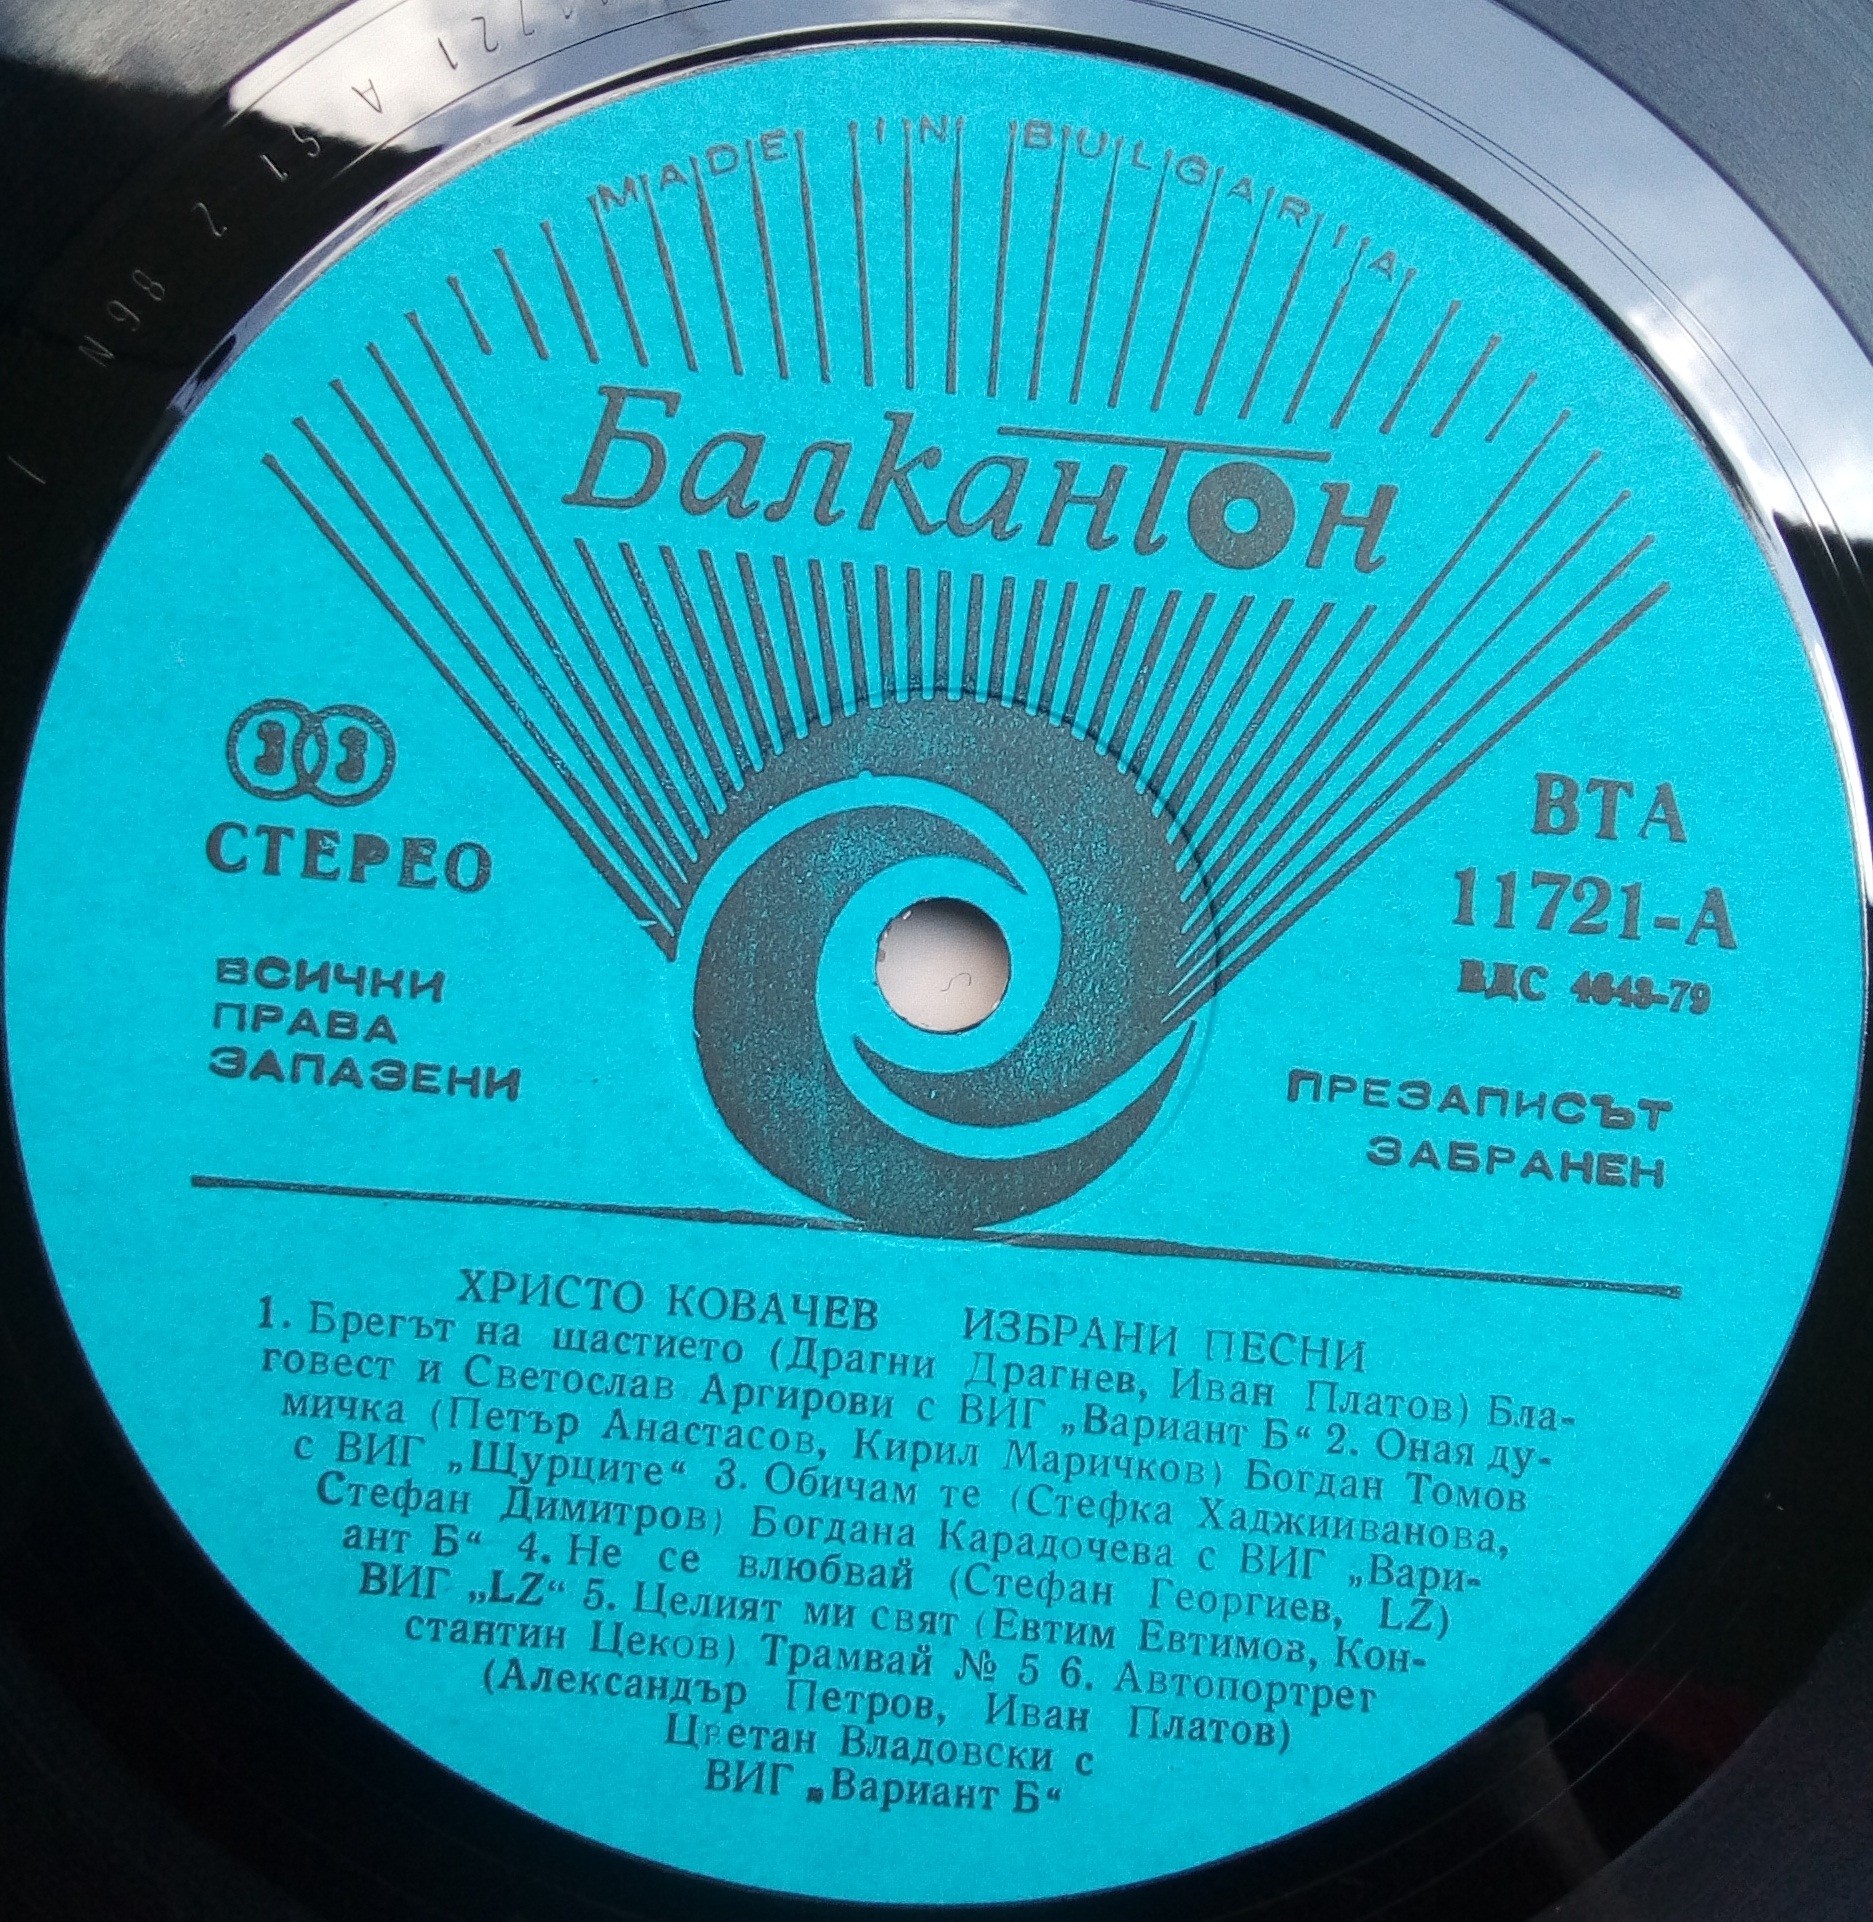 MADE IN BULGARIA
Балкантон
33
СТЕРЕО
ВСИЧКИ
ПРАВА
ЗАПАЗЕНИ
ВТА
11721-А
ВДС 4643-79
ПРЕЗАПИСЪТ
ЗАБРАНЕН
ХРИСТО КОВАЧЕВ ИЗБРАНИ ПЕСНИ
1. Брегът на щастието (Драгни Драгнев, Иван Платов) Бла-
говест и Светослав Аргирови с ВИГ „Вариант Б“ 2. Оная ду-
мичка (Петър Анастасов, Кирил Маричков) Богдан Томов
с ВИГ „Щурците“ 3. Обичам те (Стефка Хаджииванова,
Стефан Димитров) Богдана Карадочева с ВИГ „Вари-
ант Б“ 4. Не се влюбвай (Стефан Георгиев, LZ)
ВИГ „LZ“ 5. Целият ми свят (Евтим Евтимов, Кон-
стантин Цеков) Трамвай № 5 6. Автопортрет
(Александър Петров, Иван Платов)
Цветан Владовски с
ВИГ „Вариант Б“